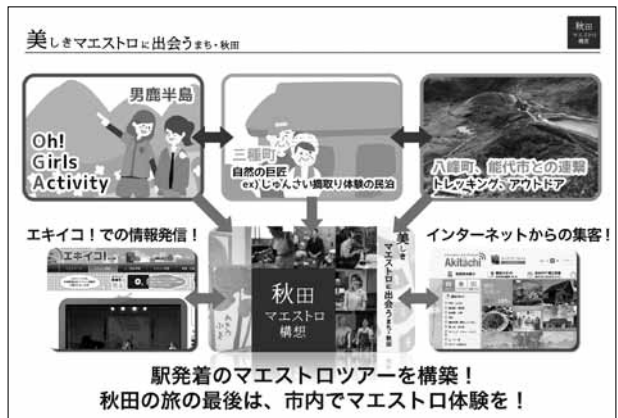 美しきマエストロに出会うまち・秋田
秋田
マエストロ
構想
男鹿半島
Oh!
Girls
Activity
三種町
自然の巨匠
ex)じゅんさい摘取り体験の民泊
八峰町、能代市との連繋
トレッキング、アウトドア
エキイコ！での情報発信！
インターネットからの集客！
エキイコ！
Akitachi
秋田
マエストロ
構想
美しきマエストロに出会うまち・秋田
駅発着のマエストロツアーを構築！
秋田の旅の最後は、市内でマエストロ体験を！